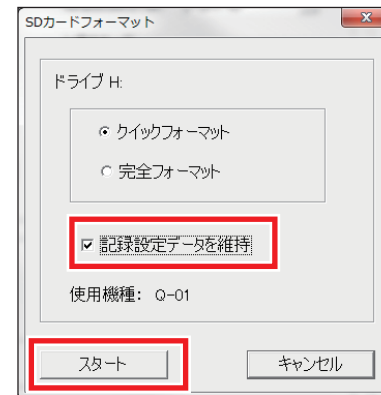 SDカードフォーマット
ドライブ H:
クイックフォーマット
完全フォーマット
記録設定データを維持
使用機種： Q-01
スタート
キャンセル